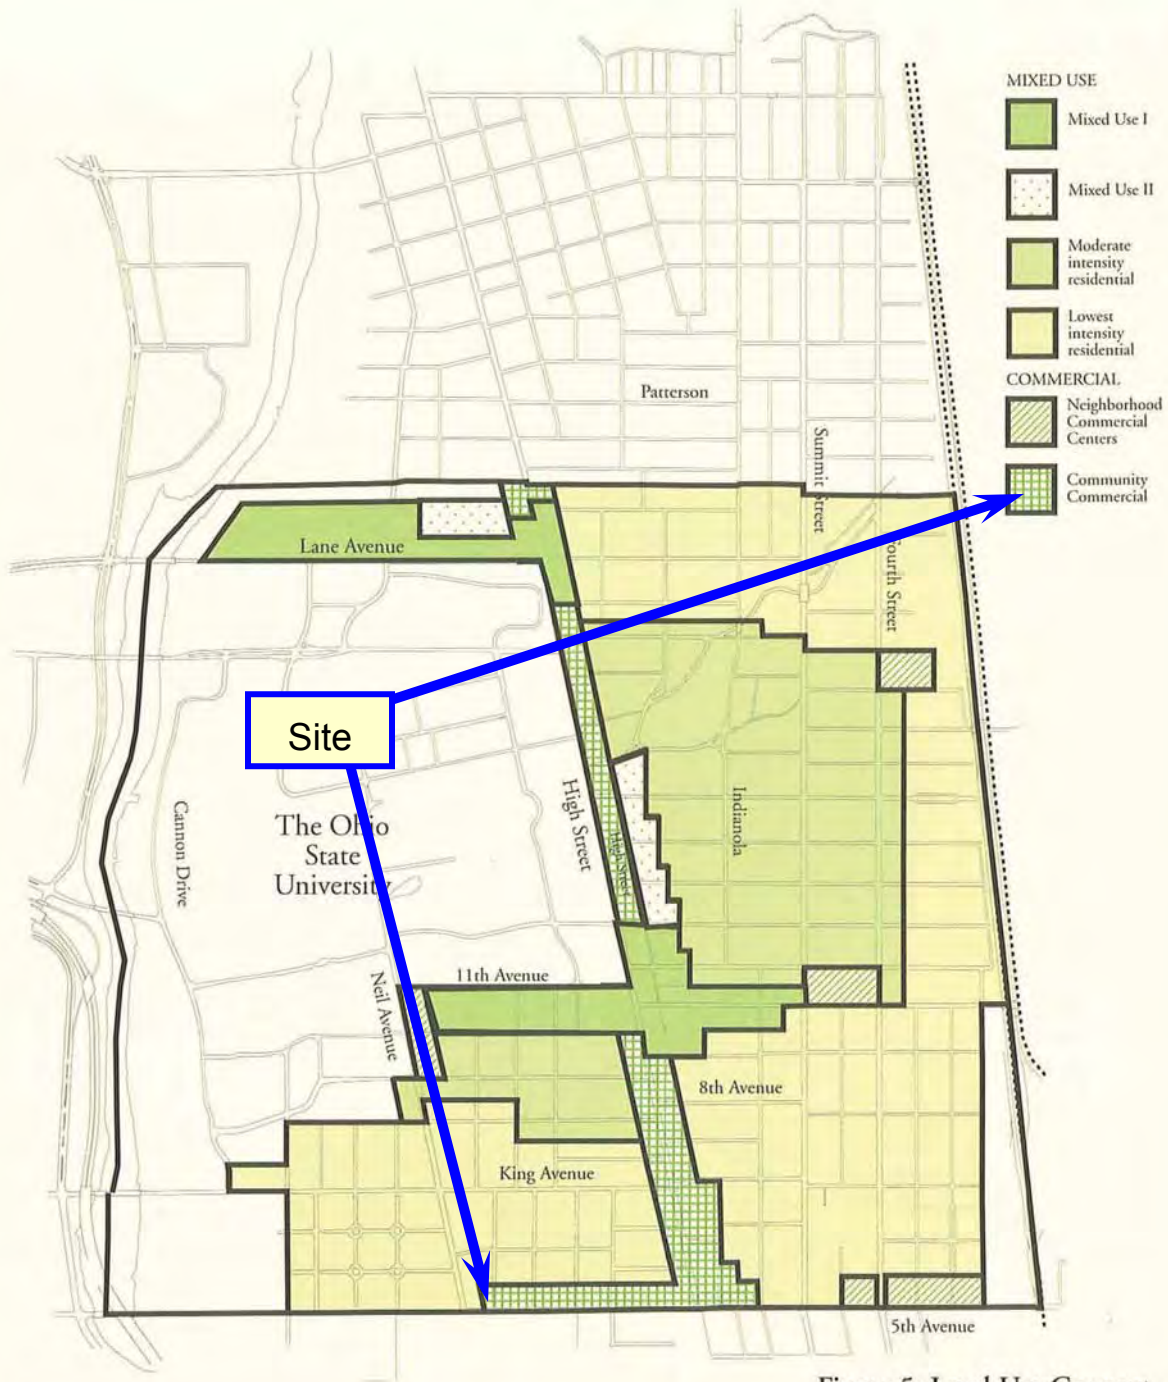 MIXED USE
Mixed Use I
Mixed Use II
Moderate
intensity
residential
Lowest
intensity
residential
COMMERCIAL
Neighborhood
Commercial
Centers
Community
Commercial
Patterson
Summit Street
Fourth Street
Lane Avenue
Site
High Street
High Street
Indianola
Cannon Drive
The Ohio
State
University
11th Avenue
Neil Avenue
8th Avenue
King Avenue
5th Avenue